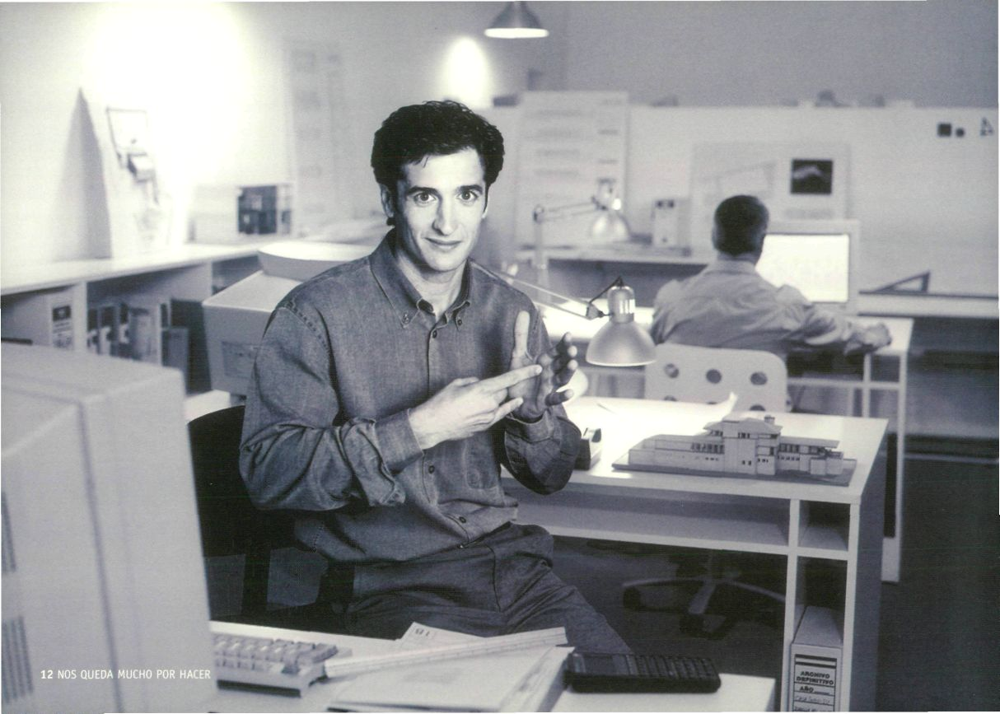 12 NOS QUEDA MUCHO POR HACER
ARCHIVO
DEFINITIVO
AÑO